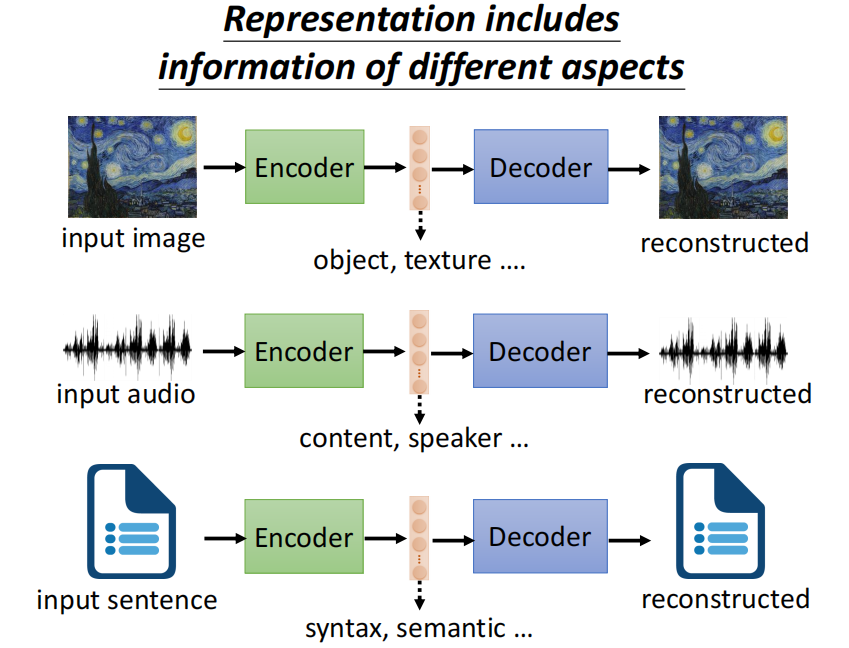 Representation includes
information of different aspects
Encoder
Decoder
input image
reconstructed
object, texture ....
Encoder
Decoder
input audio
reconstructed
content, speaker ...
Encoder
Decoder
input sentence
reconstructed
syntax, semantic ...